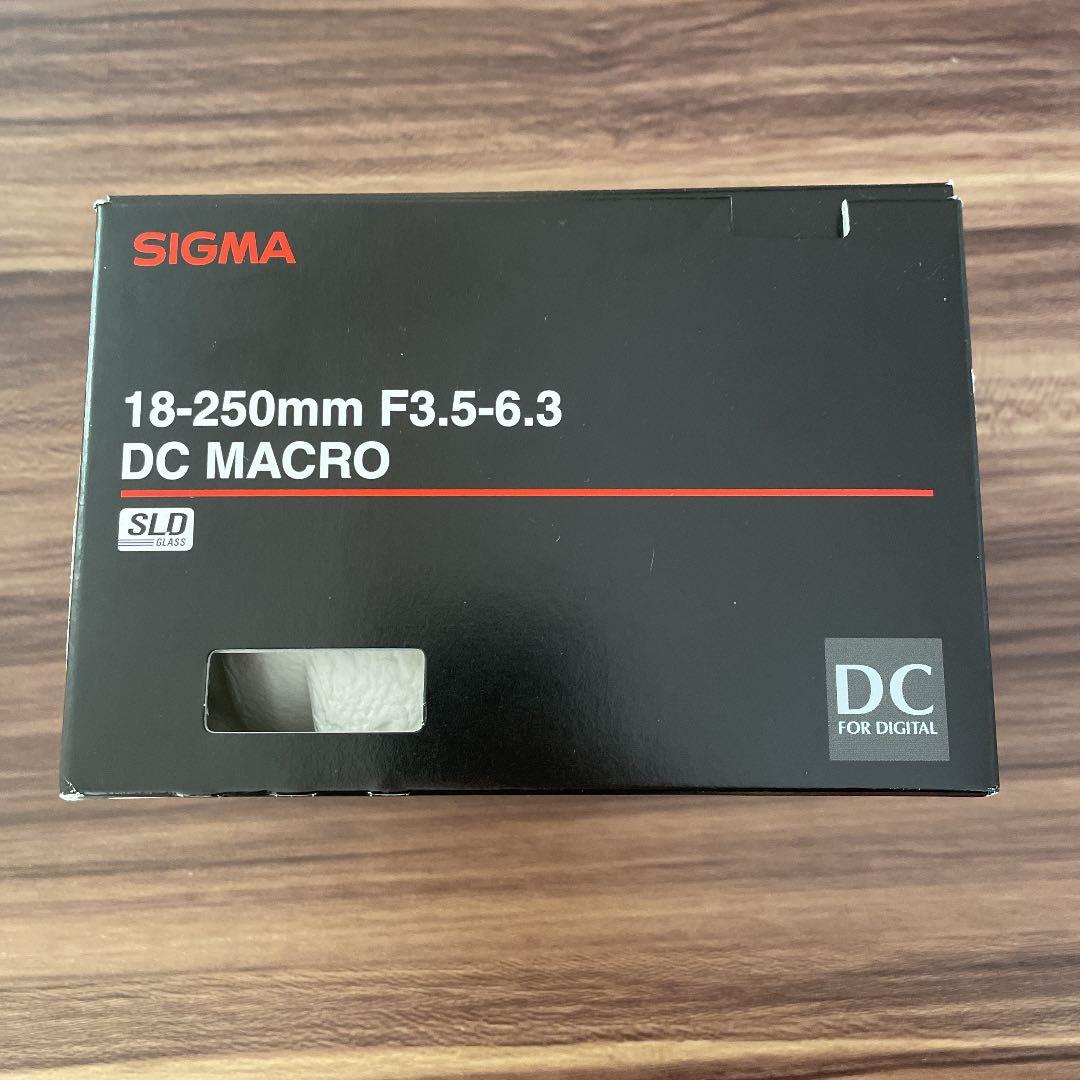 SIGMA
18-250mm F3.5-6.3
DC MACRO
SLD
GLASS
DC
FOR DIGITAL